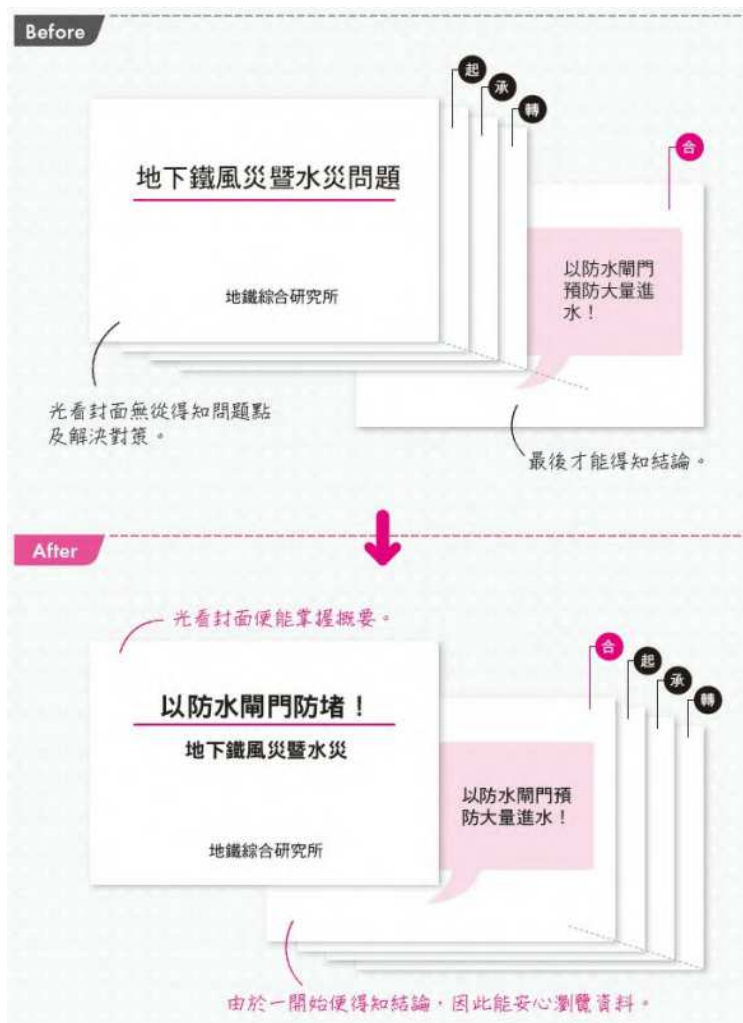 Before
起
承
轉
合
地下鐵風災暨水災問題
地鐵綜合研究所
以防水閘門
預防大量進
水！
光看封面無從得知問題點
及解決對策。
最後才能得知結論。
After
光看封面便能掌握概要。
合
起
承
轉
以防水閘門防堵！
地下鐵風災暨水災
地鐵綜合研究所
以防水閘門預
防大量進水！
由於一開始便得知結論，因此能安心瀏覽資料。